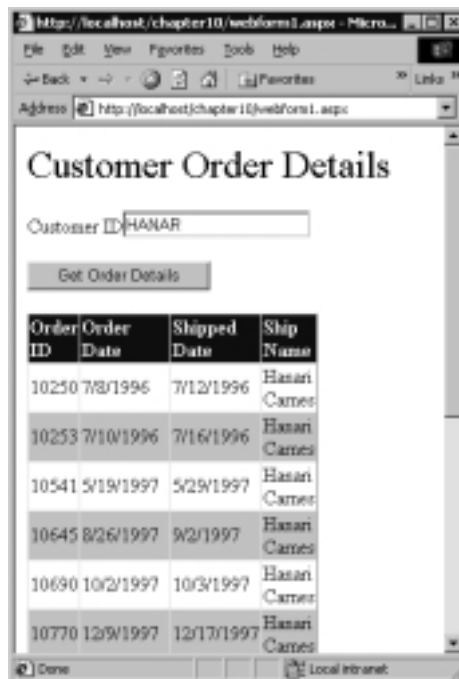 http://localhost/chapter10/webform1.aspx - Micro...
File Edit View Favorites Tools Help
Back Favorites Links
Address http://localhost/chapter10/webform1.aspx
Customer Order Details
Customer ID HANAR
Get Order Details
Order ID Order Date Shipped Date Ship Name
10250 7/8/1996 7/12/1996 Hanari Carnes
10253 7/10/1996 7/16/1996 Hanari Carnes
10541 5/19/1997 5/29/1997 Hanari Carnes
10645 8/26/1997 9/2/1997 Hanari Carnes
10690 10/2/1997 10/3/1997 Hanari Carnes
10770 12/9/1997 12/17/1997 Hanari Carnes
Done Local intranet